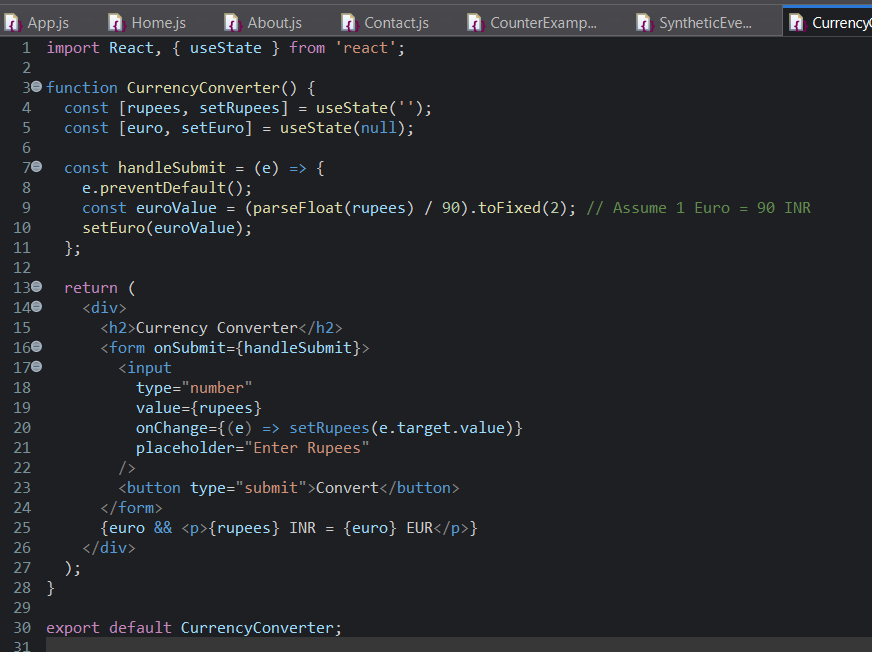 App.js Home.js About.js Contact.js CounterExamp... SyntheticEve... Currency
1 import React, { useState } from 'react';
2
3 function CurrencyConverter() {
4 const [rupees, setRupees] = useState('');
5 const [euro, setEuro] = useState(null);
6
7 const handleSubmit = (e) => {
8 e.preventDefault();
9 const euroValue = (parseFloat(rupees) / 90).toFixed(2); // Assume 1 Euro = 90 INR
10 setEuro(euroValue);
11 };
12
13 return (
14 <div>
15 <h2>Currency Converter</h2>
16 <form onSubmit={handleSubmit}>
17 <input
18 type="number"
19 value={rupees}
20 onChange={(e) => setRupees(e.target.value)}
21 placeholder="Enter Rupees"
22 />
23 <button type="submit">Convert</button>
24 </form>
25 {euro && <p>{rupees} INR = {euro} EUR</p>}
26 </div>
27 );
28 }
29
30 export default CurrencyConverter;
31